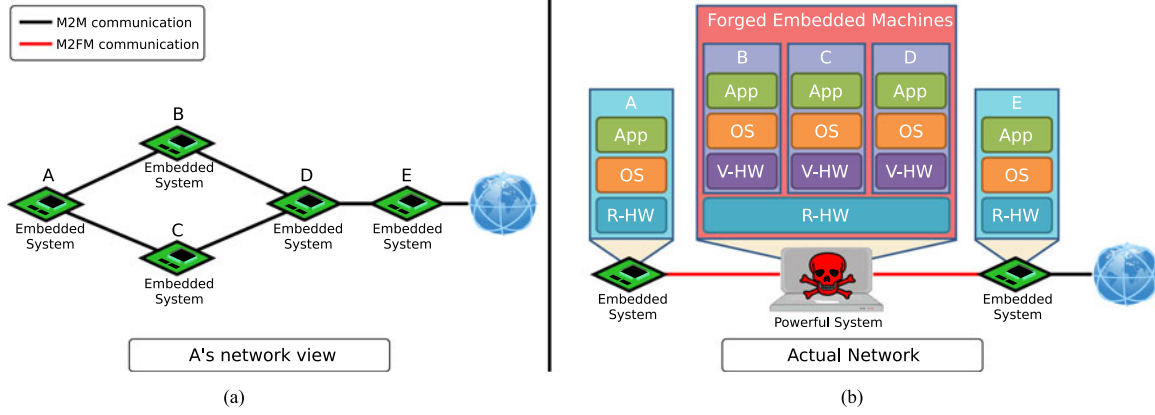 M2M communication
M2FM communication
B
Embedded
System
A
Embedded
System
C
Embedded
System
D
Embedded
System
E
Embedded
System
A's network view
(a)
Forged Embedded Machines
A
App
OS
R-HW
B
App
OS
V-HW
C
App
OS
V-HW
D
App
OS
V-HW
R-HW
E
App
OS
R-HW
Embedded
System
Powerful System
Embedded
System
Actual Network
(b)